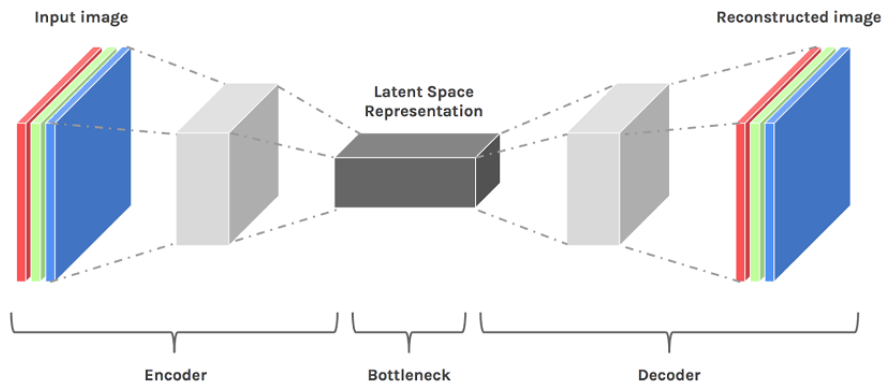 Input image
Reconstructed image
Latent Space
Representation
Encoder
Bottleneck
Decoder